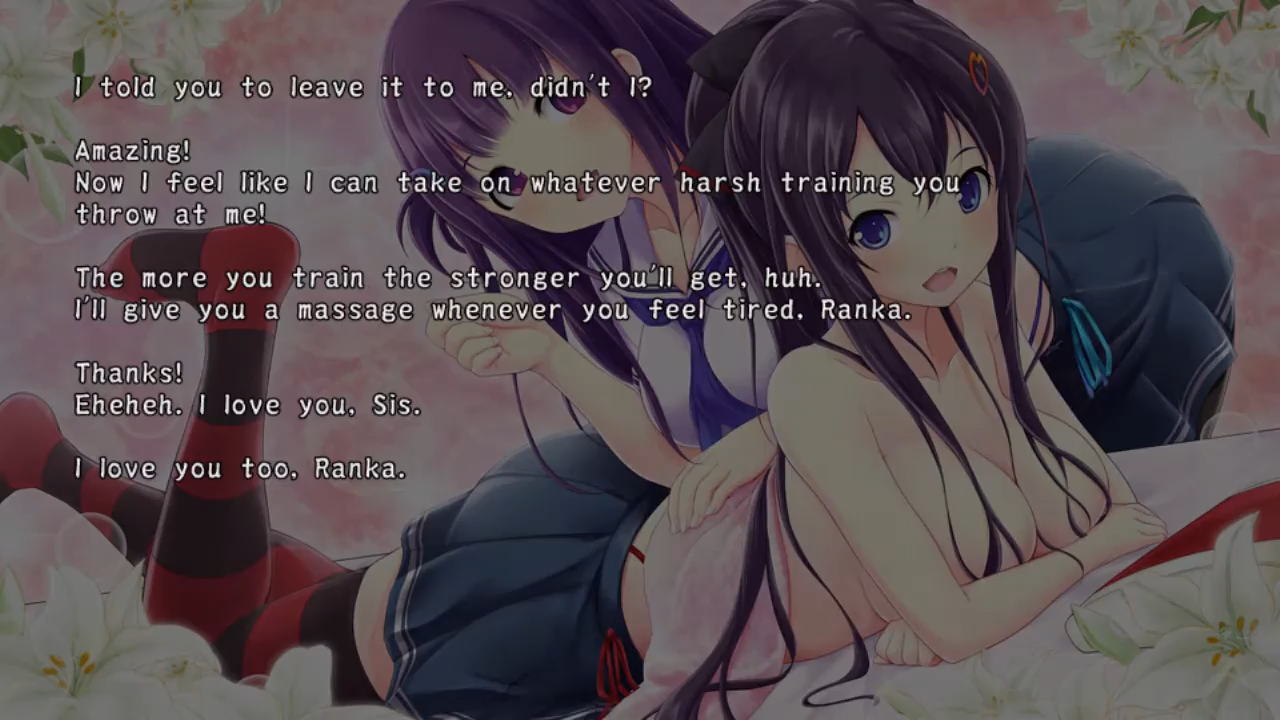 I told you to leave it to me, didn't I?
Amazing!
Now I feel like I can take on whatever harsh training you
throw at me!
The more you train the stronger you'll get, huh.
I'll give you a massage whenever you feel tired, Ranka.
Thanks!
Eheheh. I love you, Sis.
I love you too, Ranka.